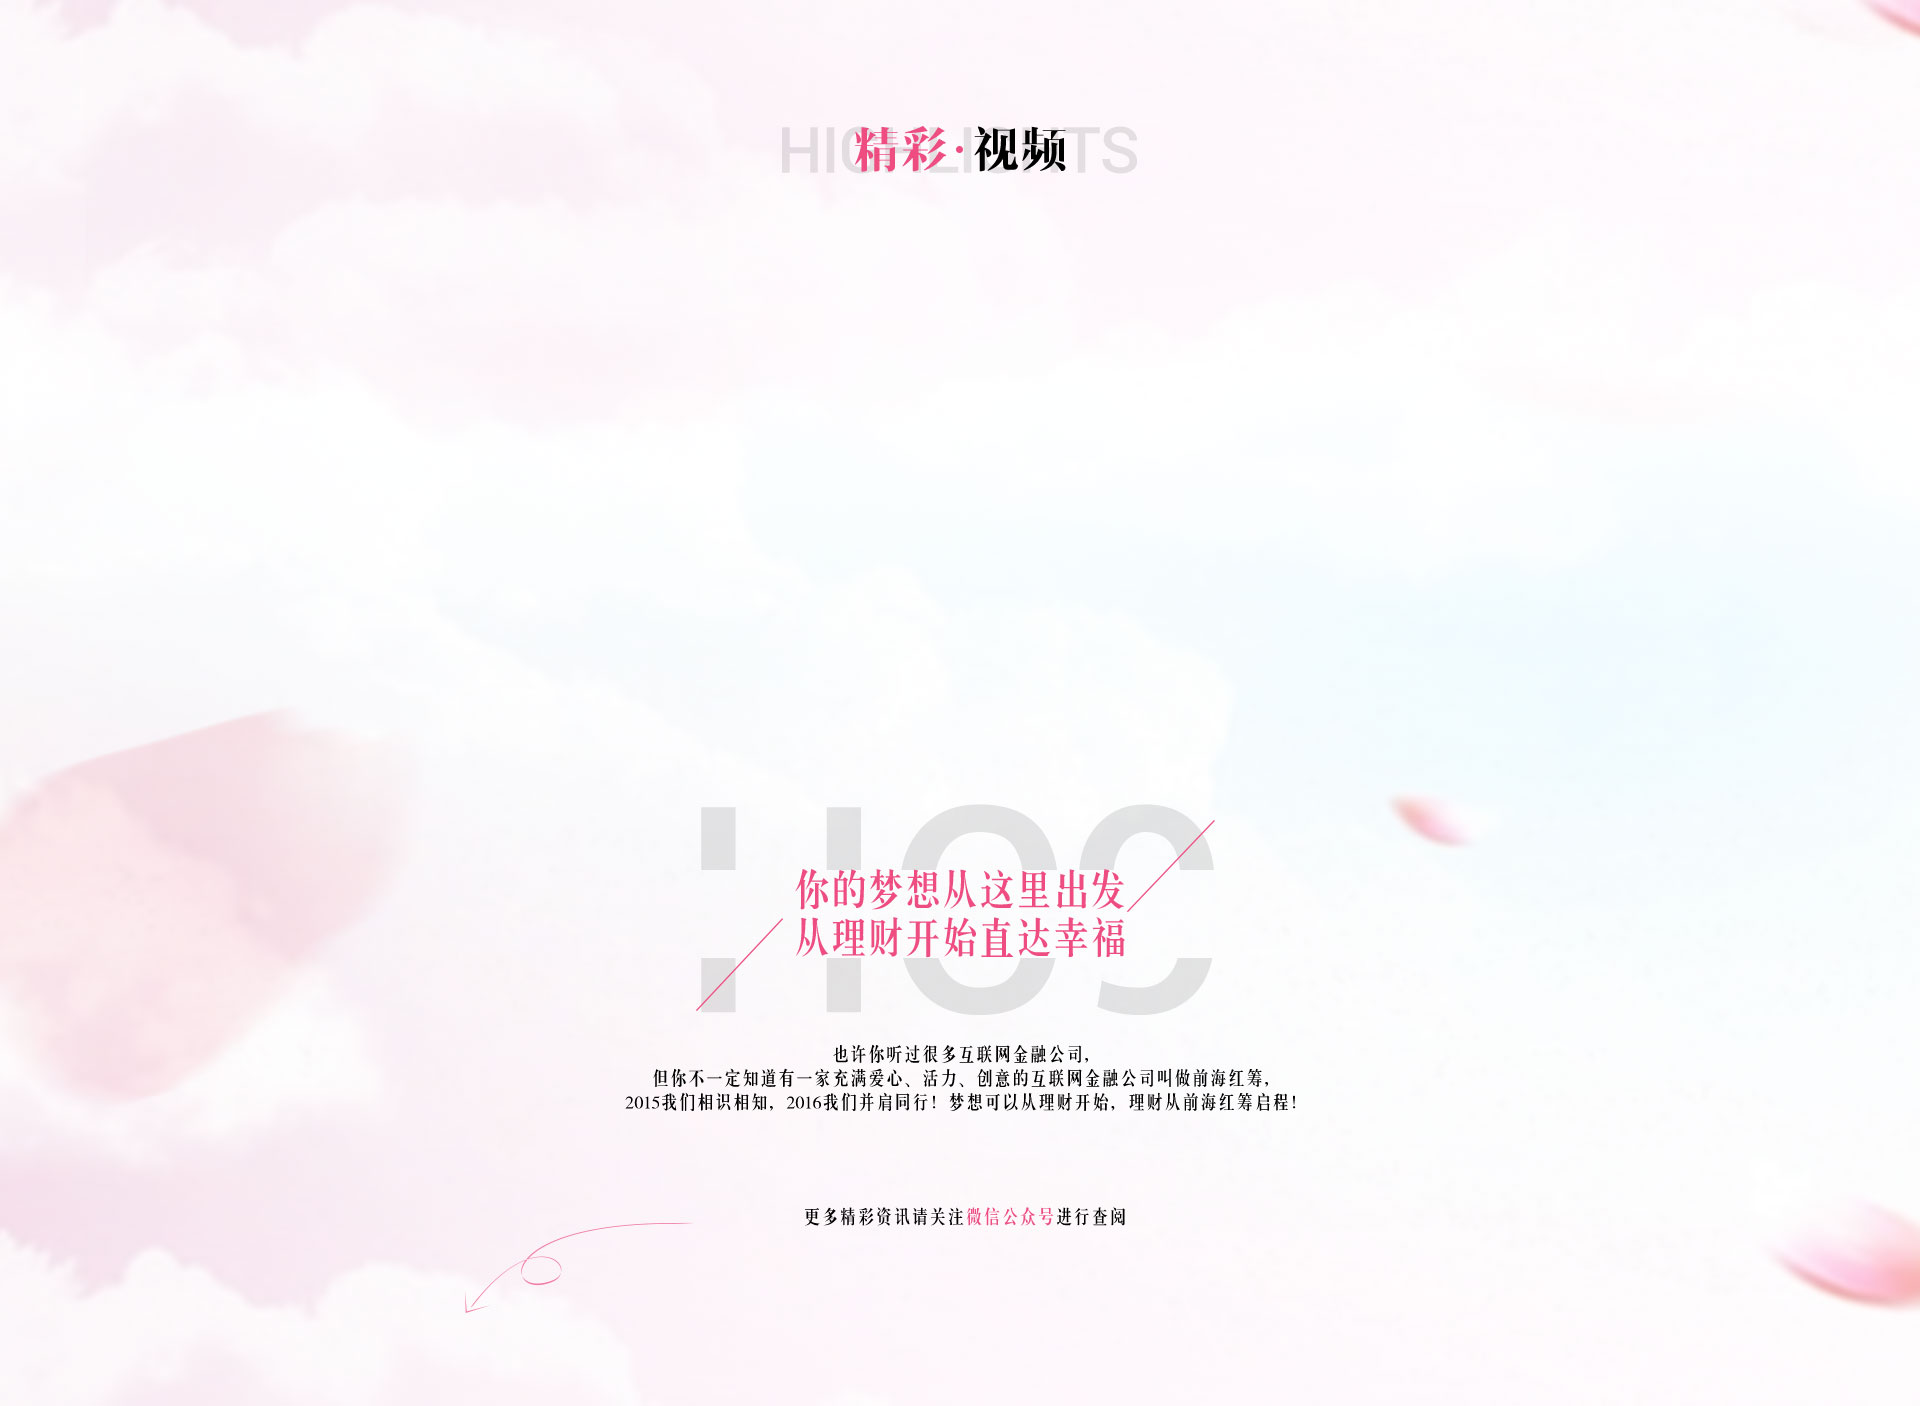 HIGHLIGHTS
精彩·视频
HOC
你的梦想从这里出发
从理财开始直达幸福
也许你听过很多互联网金融公司,
但你不一定知道有一家充满爱心、活力、创意的互联网金融公司叫做前海红筹,
2015我们相识相知, 2016我们并肩同行! 梦想可以从理财开始, 理财从前海红筹启程!
更多精彩资讯请关注微信公众号进行查阅